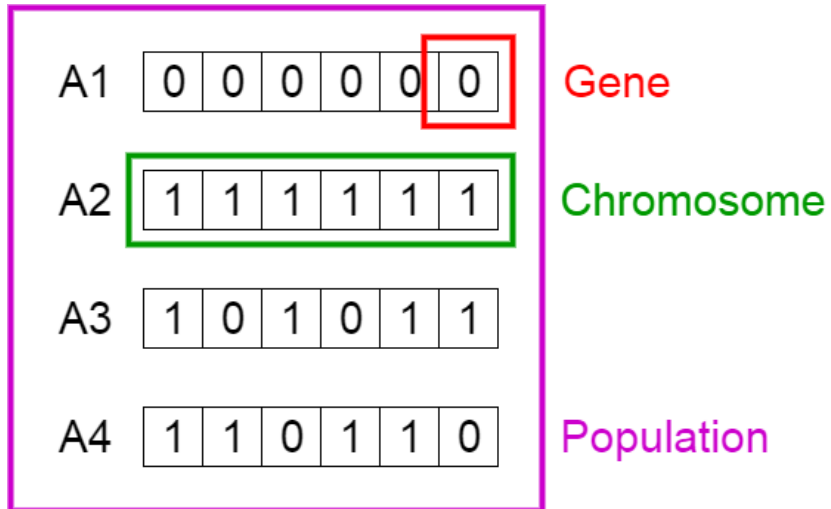 A1 0 0 0 0 0 0 Gene
A2 1 1 1 1 1 1 Chromosome
A3 1 0 1 0 1 1
A4 1 1 0 1 1 0 Population